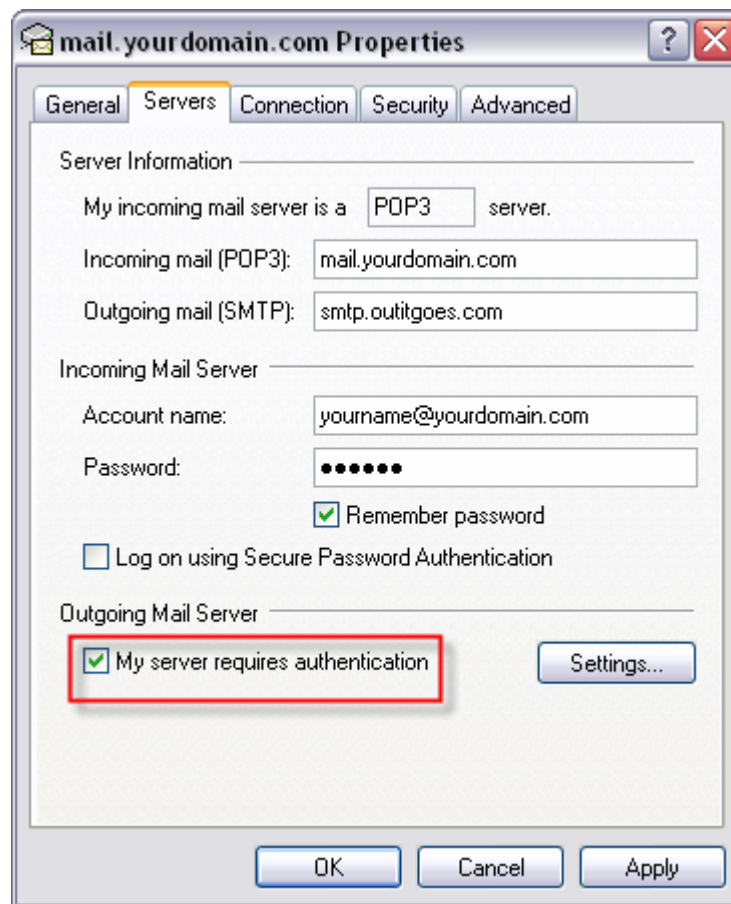 mail.yourdomain.com Properties
General Servers Connection Security Advanced
Server Information
My incoming mail server is a POP3 server.
Incoming mail (POP3): mail.yourdomain.com
Outgoing mail (SMTP): smtp.outitgoes.com
Incoming Mail Server
Account name: yourname@yourdomain.com
Password: ●●●●●●
Remember password
Log on using Secure Password Authentication
Outgoing Mail Server
My server requires authentication Settings...
OK Cancel Apply